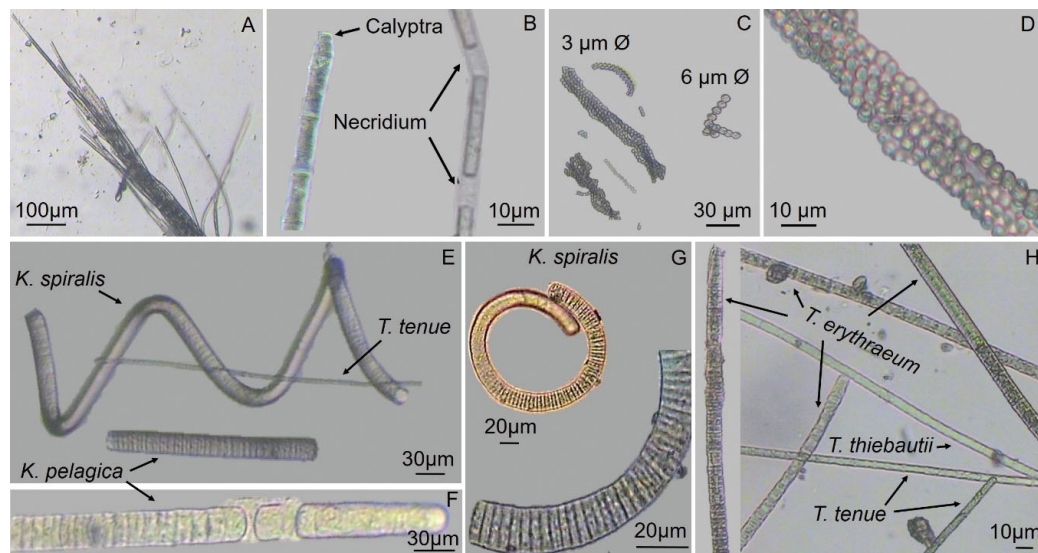 A
100µm
B
Calyptra
Necridium
10µm
C
3 µm Ø
6 µm Ø
30 µm
D
10 µm
E
K. spiralis
T. tenue
K. pelagica
30µm
F
30µm
G
K. spiralis
20µm
20µm
H
T. erythraeum
T. thiebautii
T. tenue
10µm